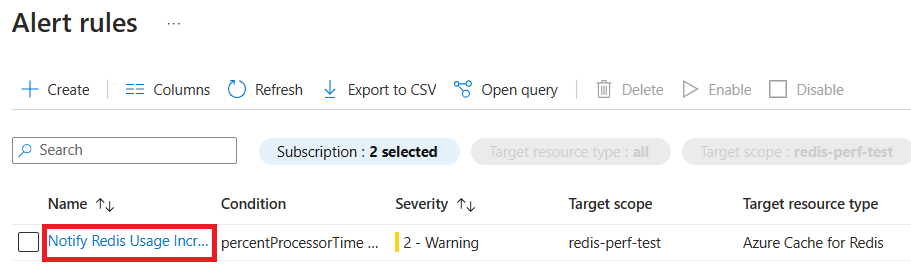 Alert rules ...
Create Columns Refresh Export to CSV Open query Delete Enable Disable
Search Subscription : 2 selected Target resource type : all Target scope : redis-perf-test
Name ↑↓ Condition Severity ↑↓ Target scope Target resource type
Notify Redis Usage Incr... percentProcessorTime ... 2 - Warning redis-perf-test Azure Cache for Redis